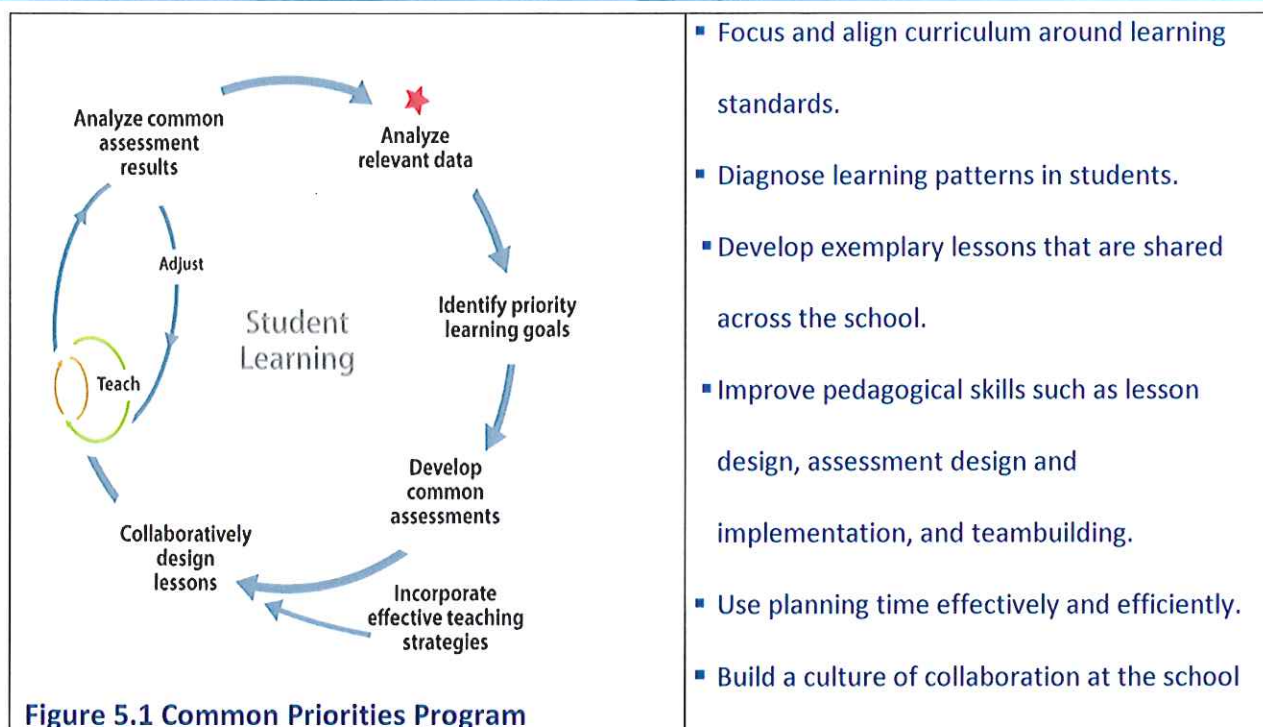 Analyze common
assessment
results
Analyze
relevant data
Adjust
Student
Learning
Identify priority
learning goals
Teach
Develop
common
assessments
Collaboratively
design
lessons
Incorporate
effective teaching
strategies
Figure 5.1 Common Priorities Program
▪ Focus and align curriculum around learning
standards.
▪ Diagnose learning patterns in students.
▪ Develop exemplary lessons that are shared
across the school.
▪ Improve pedagogical skills such as lesson
design, assessment design and
implementation, and teambuilding.
▪ Use planning time effectively and efficiently.
▪ Build a culture of collaboration at the school